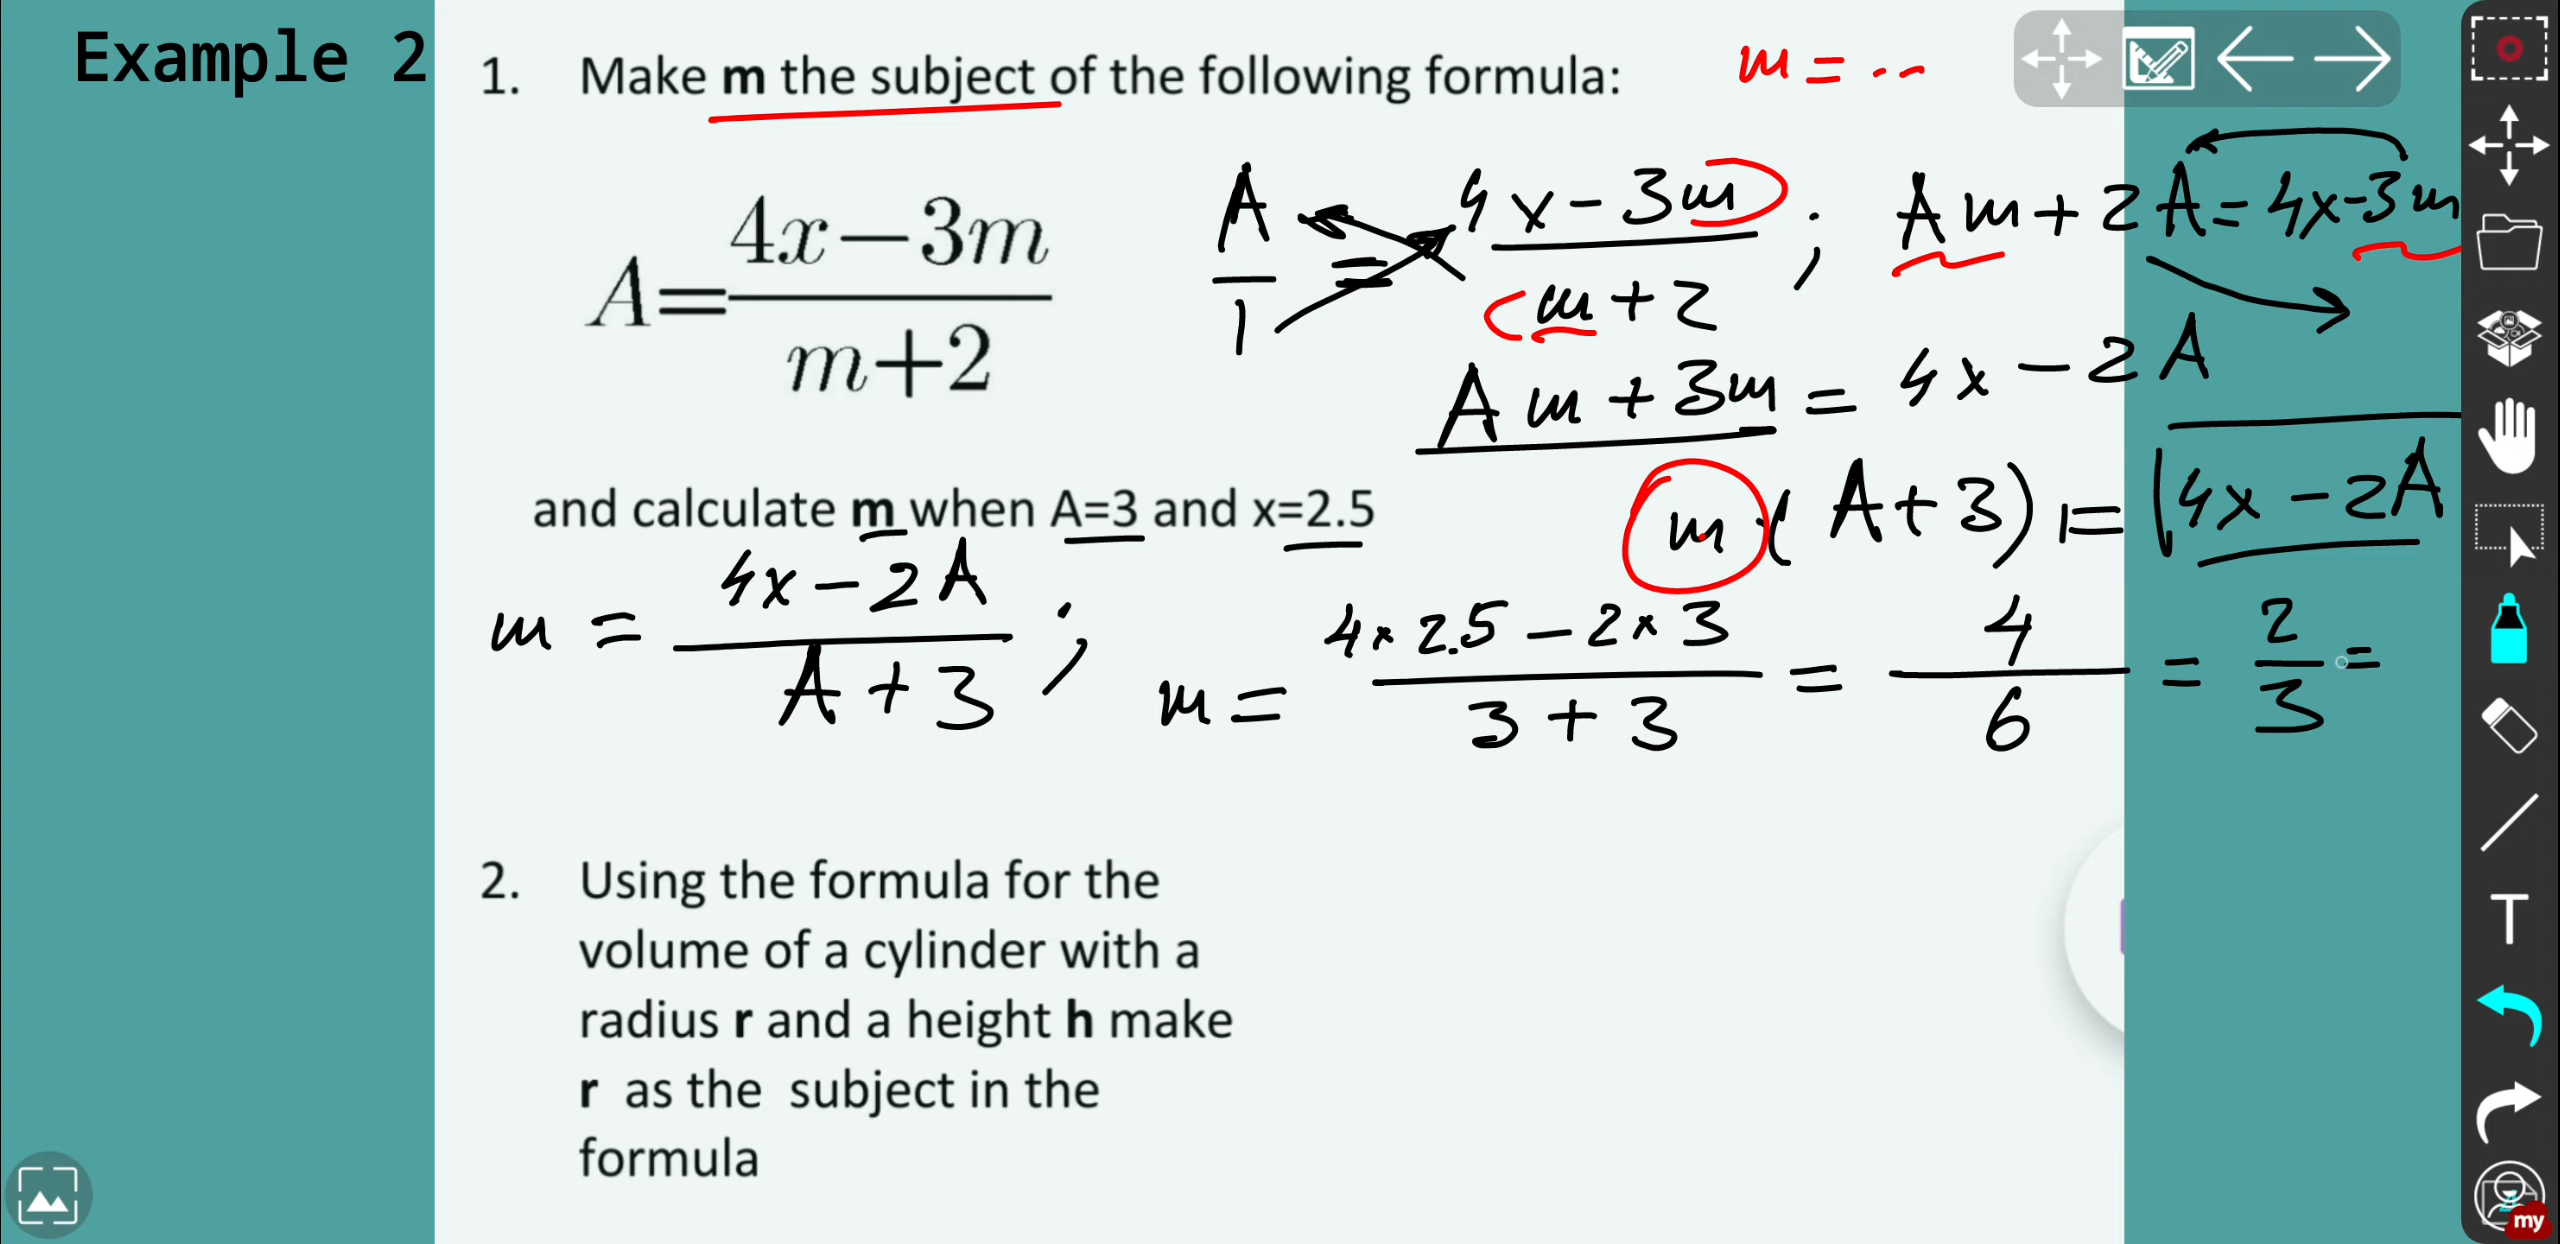 Example 2
1. Make m the subject of the following formula:
m = ..
A = (4x − 3m)/(m+2)
A/1 = (4x − 3m)/(m + 2) ; Am + 2A = 4x − 3m
Am + 3m = 4x − 2A
m(A + 3) = (4x − 2A
and calculate m when A=3 and x=2.5
m = (4x − 2A)/(A + 3) ; m = (4 × 2.5 − 2 × 3)/(3 + 3) = 4/6 = 2/3 =
2. Using the formula for the
volume of a cylinder with a
radius r and a height h make
r as the subject in the
formula
T
my